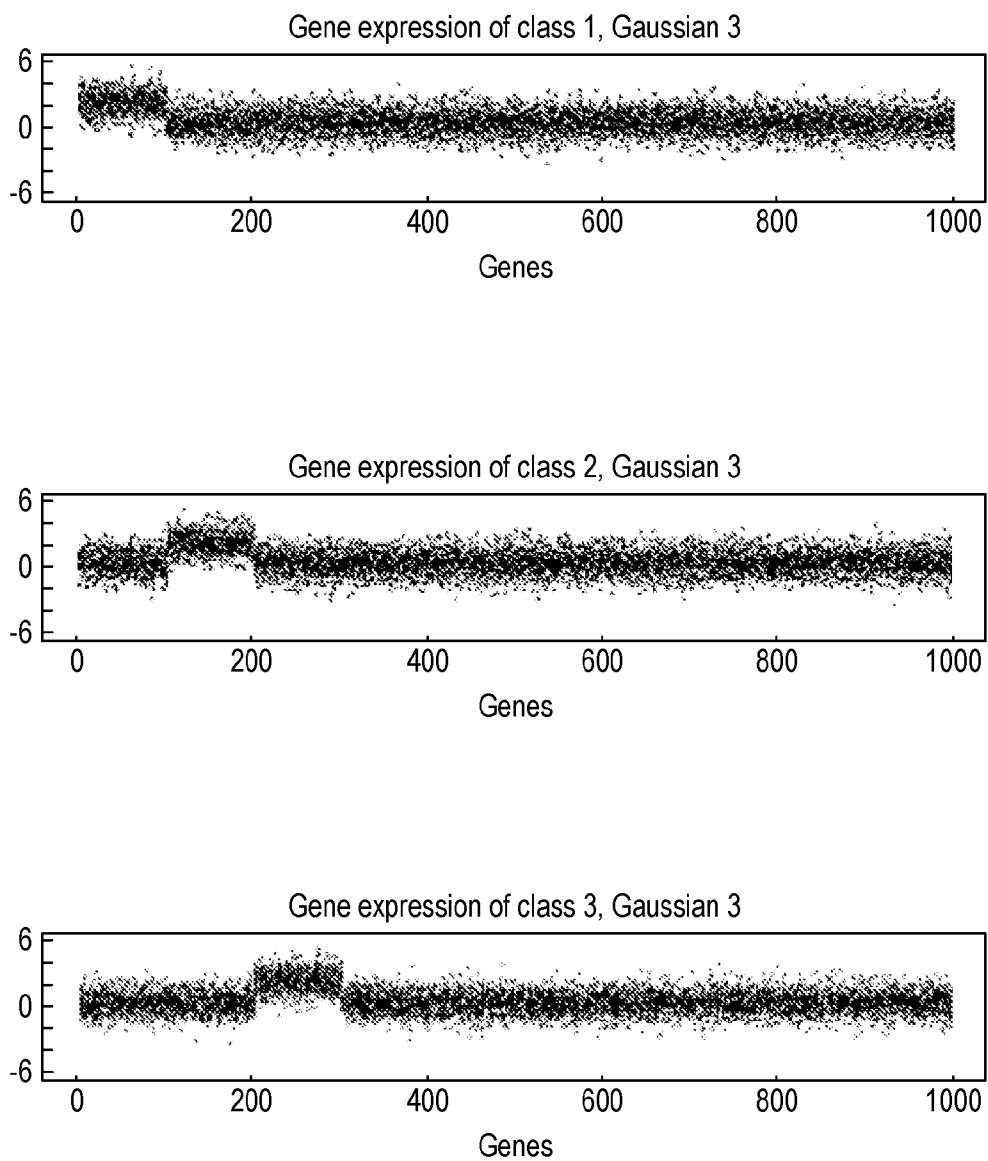 Gene expression of class 1, Gaussian 3
6
0
-6
0 200 400 600 800 1000
Genes
Gene expression of class 2, Gaussian 3
6
0
-6
0 200 400 600 800 1000
Genes
Gene expression of class 3, Gaussian 3
6
0
-6
0 200 400 600 800 1000
Genes